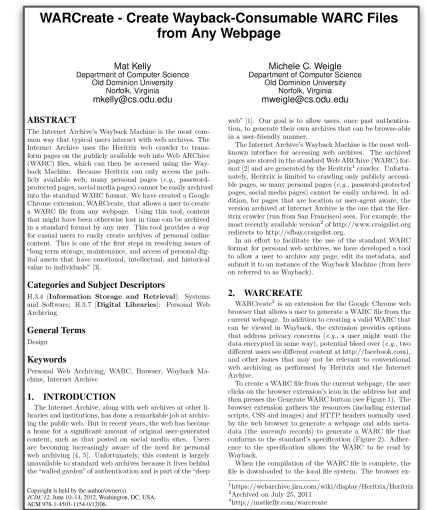 WARCreate - Create Wayback-Consumable WARC Files
from Any Webpage
Mat Kelly
Department of Computer Science
Old Dominion University
Norfolk, Virginia
mkelly@cs.odu.edu
Michele C. Weigle
Department of Computer Science
Old Dominion University
Norfolk, Virginia
mweigle@cs.odu.edu
ABSTRACT
The Internet Archive's Wayback Machine is the most com-
mon way that typical users interact with web archives. The
Internet Archive uses the Heritrix web crawler to trans-
form pages on the publicly available web into Web ARChive
(WARC) files, which can then be accessed using the Way-
back Machine. Because Heritrix can only access the pub-
licly available web, many personal pages (e.g., password-
protected pages, social media pages) cannot be easily archived
into the standard WARC format. We have created a Google
Chrome extension, WARCreate, that allows a user to create
a WARC file from any webpage. Using this tool, content
that might have been otherwise lost in time can be archived
in a standard format by any user. This tool provides a way
for casual users to easily create archives of personal online
content. This is one of the first steps in resolving issues of
"long term storage, maintenance, and access of personal digi-
tal assets that have emotional, intellectual, and historical
value to individuals" [3].
Categories and Subject Descriptors
H.3.4 [Information Storage and Retrieval]: Systems
and Software; H.3.7 [Digital Libraries]: Personal Web
Archiving
General Terms
Design
Keywords
Personal Web Archiving, WARC, Browser, Wayback Ma-
chine, Internet Archive
1. INTRODUCTION
The Internet Archive, along with web archives at other li-
braries and institutions, has done a remarkable job at archiv-
ing the public web. But in recent years, the web has become
a home for a significant amount of original user-generated
content, such as that posted on social media sites. Users
are becoming increasingly aware of the need for personal
web archiving [4, 5]. Unfortunately, this content is largely
unavailable to standard web archives because it lives behind
the "walled garden" of authentication and is part of the "deep
Copyright is held by the author/owner(s).
JCDL'12, June 10–14, 2012, Washington, DC, USA.
ACM 978-1-4503-1154-0/12/06.
web" [1]. Our goal is to allow users, once past authentica-
tion, to generate their own archives that can be browse-able
in a user-friendly manner.
The Internet Archive's Wayback Machine is the most well-
known interface for accessing web archives. The archived
pages are stored in the standard Web ARChive (WARC) for-
mat [2] and are generated by the Heritrix¹ crawler. Unfortu-
nately, Heritrix is limited to crawling only publicly accessi-
ble pages, so many personal pages (e.g., password-protected
pages, social media pages) cannot be easily archived. In ad-
dition, for pages that are location or user-agent aware, the
version archived at Internet Archive is the one that the Her-
itrix crawler (run from San Francisco) sees. For example, the
most recently available version² of http://www.craigslist.org
redirects to http://sfbay.craigslist.org.
In an effort to facilitate the use of the standard WARC
format for personal web archives, we have developed a tool
to allow a user to archive any page, edit its metadata, and
submit it to an instance of the Wayback Machine (from here
on referred to as Wayback).
2. WARCREATE
WARCreate³ is an extension for the Google Chrome web
browser that allows a user to generate a WARC file from the
current webpage. In addition to creating a valid WARC that
can be viewed in Wayback, the extension provides options
that address privacy concerns (e.g., a user might want the
data encrypted in some way), potential bleed over (e.g., two
different users see different content at http://facebook.com),
and other issues that may not be relevant to conventional
web archiving as performed by Heritrix and the Internet
Archive.
To create a WARC file from the current webpage, the user
clicks on the browser extension's icon in the address bar and
then presses the Generate WARC button (see Figure 1). The
browser extension gathers the resources (including external
scripts, CSS and images) and HTTP headers normally used
by the web browser to generate a webpage and adds meta-
data (the warcinfo records) to generate a WARC file that
conforms to the standard's specification (Figure 2). Adher-
ence to the specification allows the WARC to be read by
Wayback.
When the compilation of the WARC file is complete, the
file is downloaded to the local file system. The browser ex-
¹https://webarchive.jira.com/wiki/display/Heritrix/Heritrix
²Archived on July 25, 2011
³http://matkelly.com/warcreate